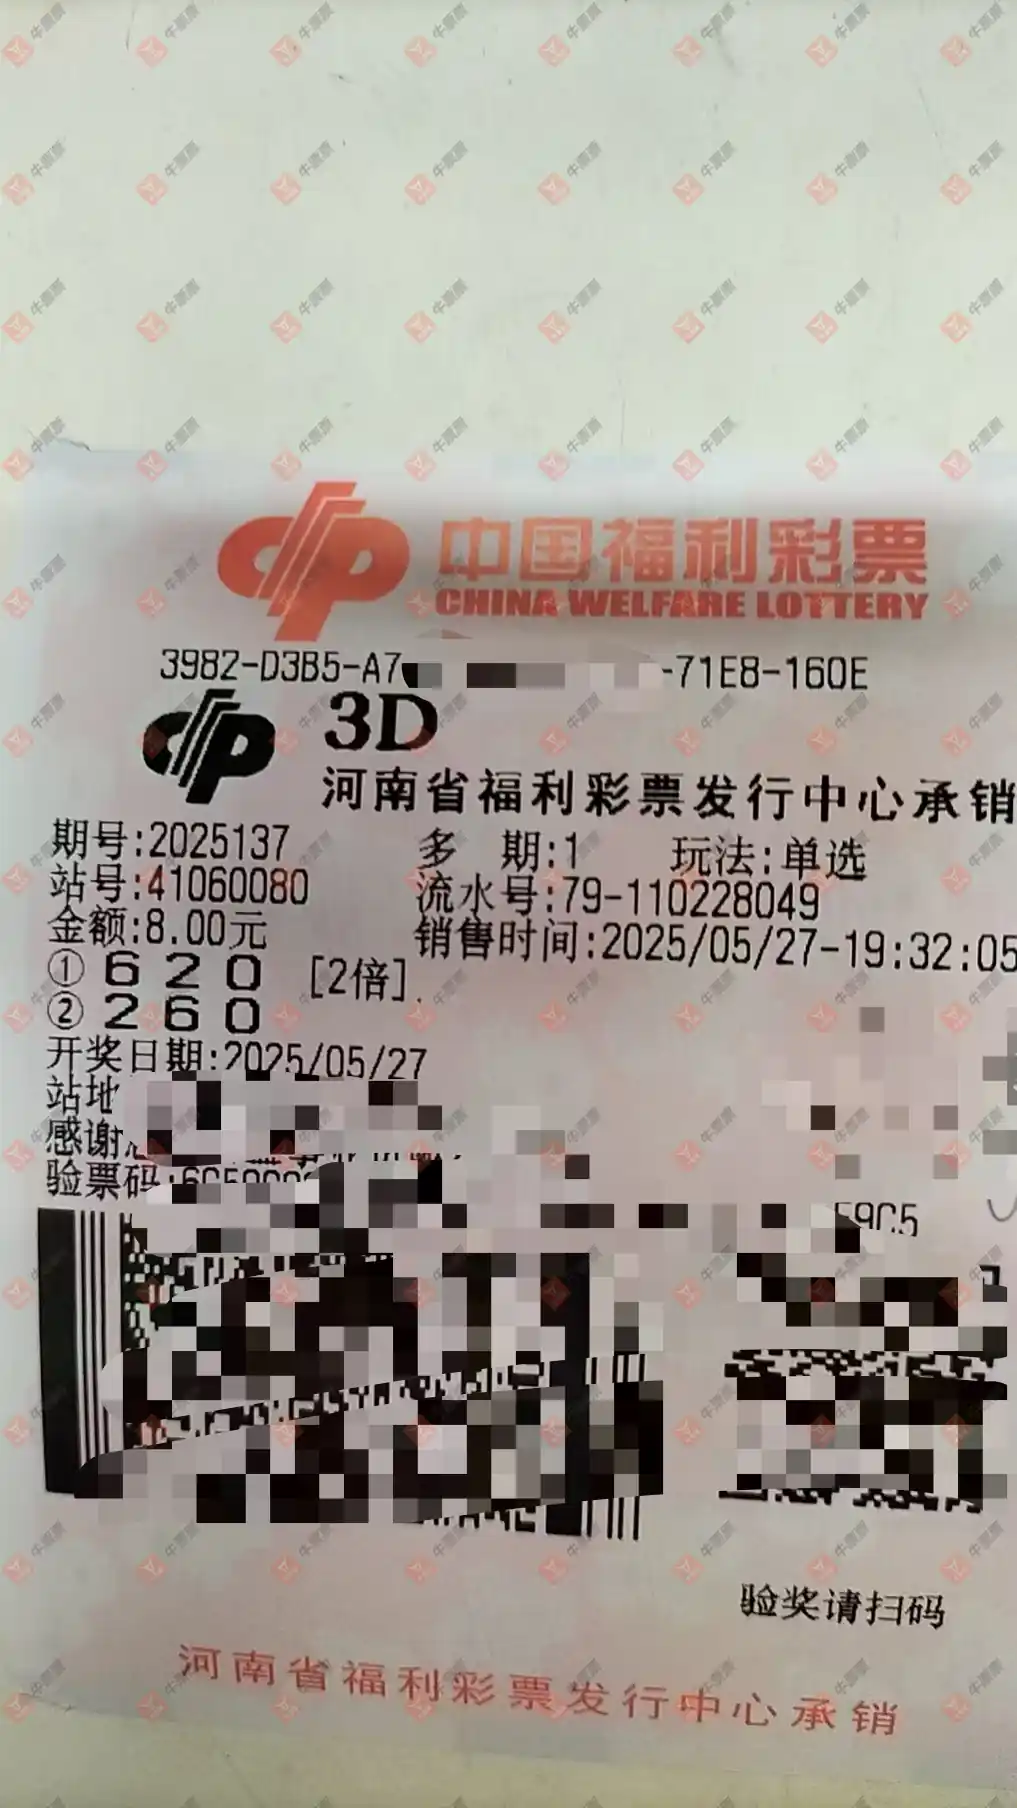 中国福利彩票
CHINA WELFARE LOTTERY
3982-D3B5-A7
-71E8-160E
3D
河南省福利彩票发行中心承销
期号:2025137 多 期:1 玩法:单选
站号:41060080 流水号:79-110228049
金额:8.00元 销售时间:2025/05/27-19:32:05
① 6 2 0 [2倍]
② 2 6 0
开奖日期:2025/05/27
站地
感谢
验票码:
验奖请扫码
河南省福利彩票发行中心承销
牛票票